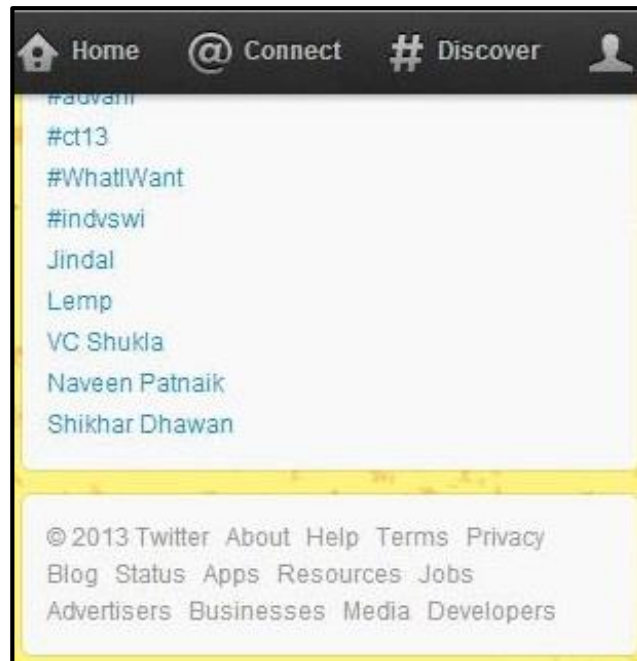 Home @ Connect # Discover
#advani
#ct13
#WhatIWant
#indvswi
Jindal
Lemp
VC Shukla
Naveen Patnaik
Shikhar Dhawan
© 2013 Twitter About Help Terms Privacy
Blog Status Apps Resources Jobs
Advertisers Businesses Media Developers